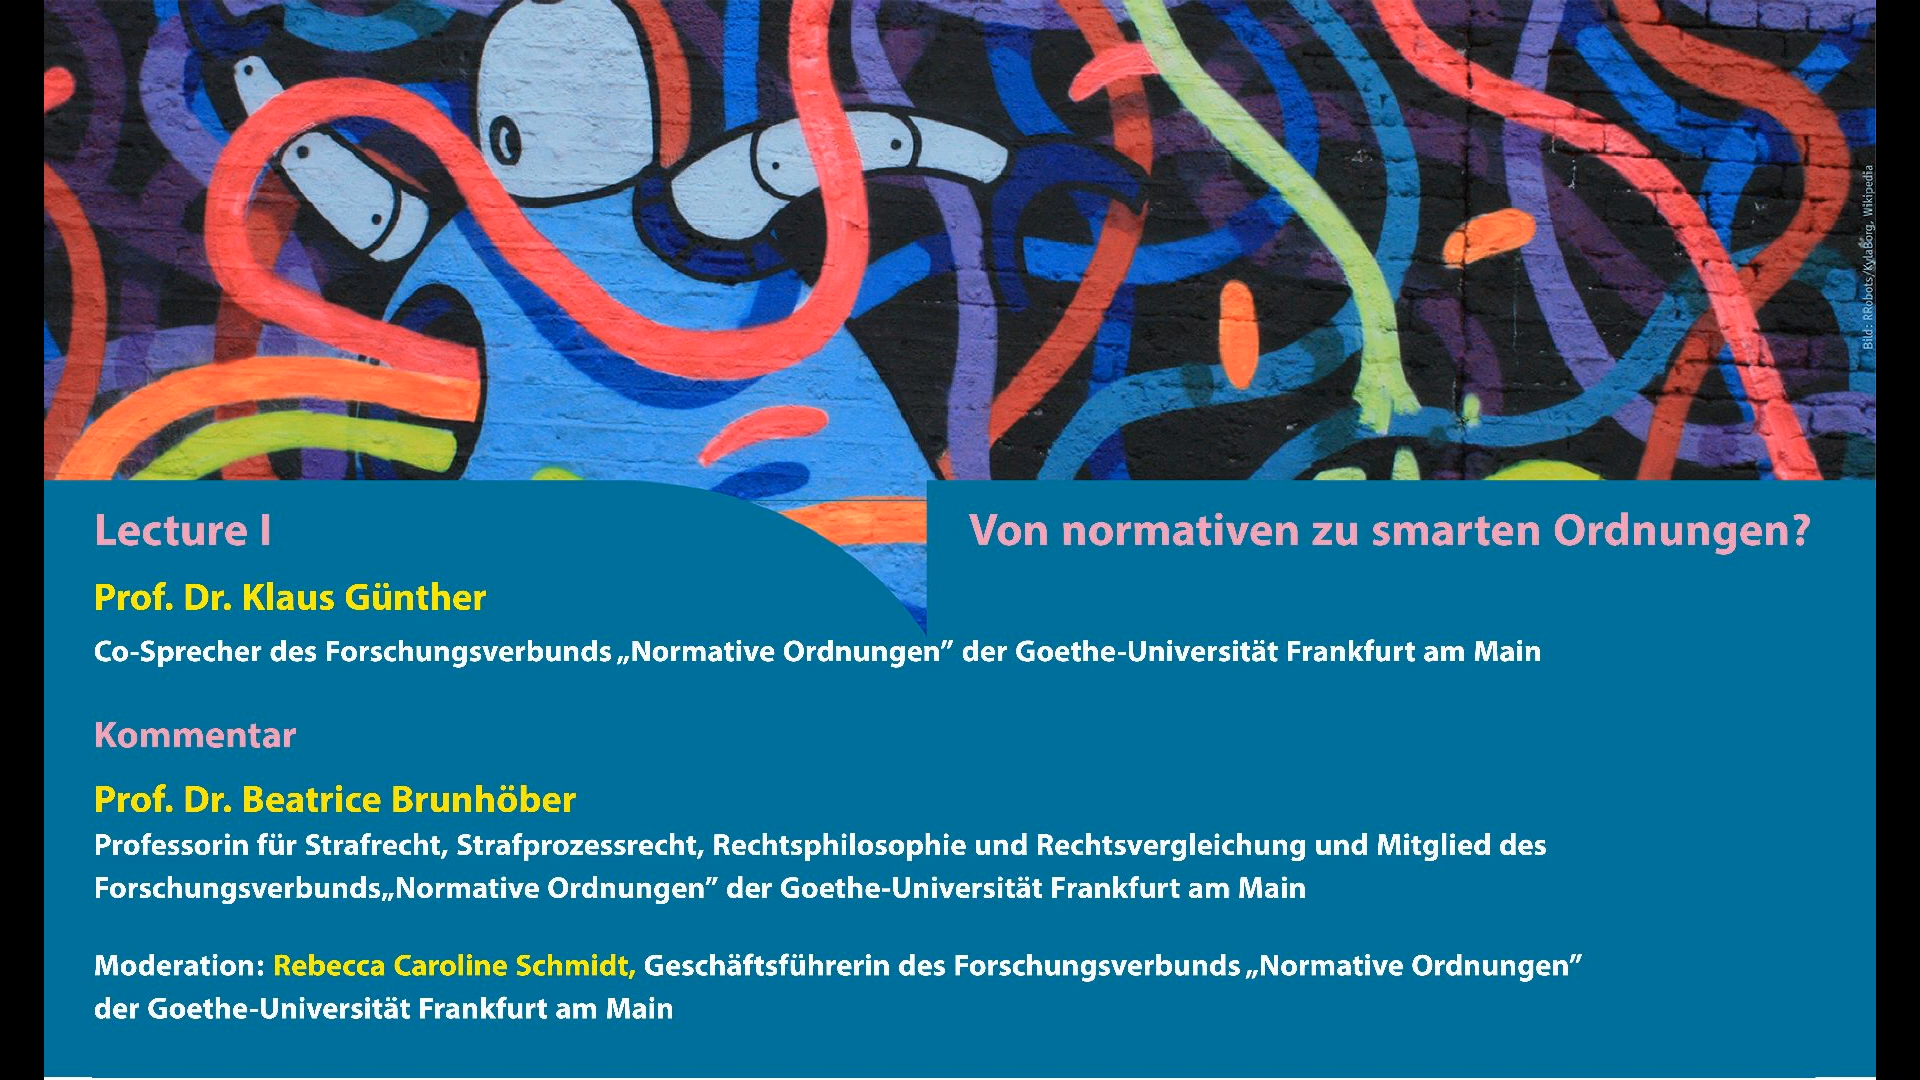 Bild: RRobots/KylaBorg, Wikipedia
Lecture I
Von normativen zu smarten Ordnungen?
Prof. Dr. Klaus Günther
Co-Sprecher des Forschungsverbunds „Normative Ordnungen” der Goethe-Universität Frankfurt am Main
Kommentar
Prof. Dr. Beatrice Brunhöber
Professorin für Strafrecht, Strafprozessrecht, Rechtsphilosophie und Rechtsvergleichung und Mitglied des
Forschungsverbunds„Normative Ordnungen” der Goethe-Universität Frankfurt am Main
Moderation: Rebecca Caroline Schmidt, Geschäftsführerin des Forschungsverbunds „Normative Ordnungen”
der Goethe-Universität Frankfurt am Main